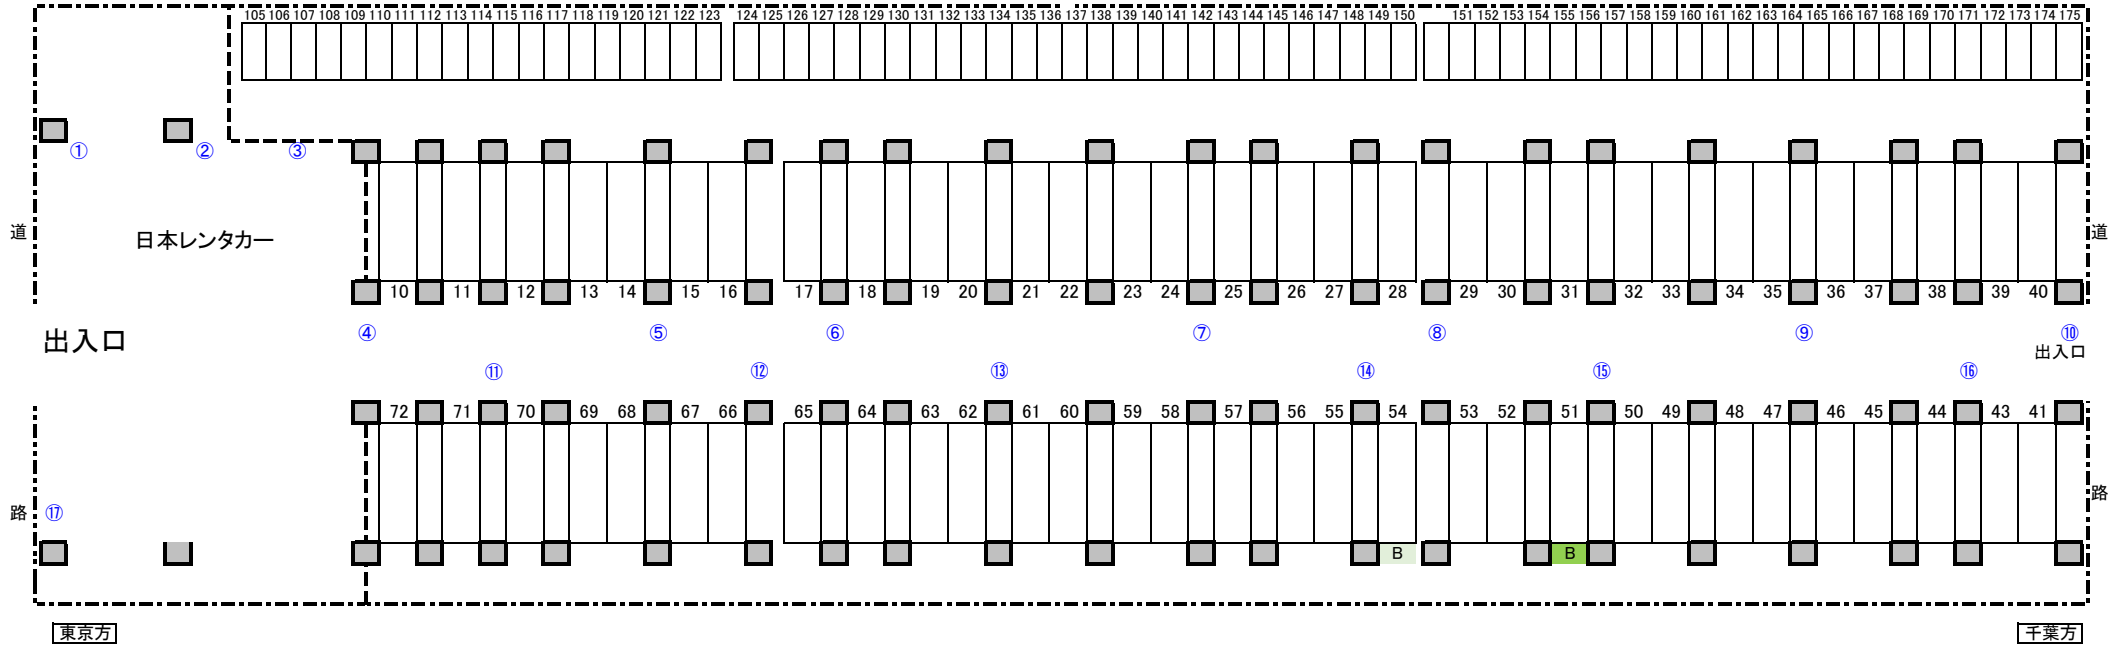 105 106 107 108 109 110 111 112 113 114 115 116 117 118 119 120 121 122 123 124 125 126 127 128 129 130 131 132 133 134 135 136 137 138 139 140 141 142 143 144 145 146 147 148 149 150 151 152 153 154 155 156 157 158 159 160 161 162 163 164 165 166 167 168 169 170 171 172 173 174 175
① ② ③
道 日本レンタカー 道
10 11 12 13 14 15 16 17 18 19 20 21 22 23 24 25 26 27 28 29 30 31 32 33 34 35 36 37 38 39 40
出入口 ④ ⑤ ⑥ ⑦ ⑧ ⑨ ⑩
出入口
⑪ ⑫ ⑬ ⑭ ⑮ ⑯
72 71 70 69 68 67 66 65 64 63 62 61 60 59 58 57 56 55 54 53 52 51 50 49 48 47 46 45 44 43 41
路 ⑰ 路
B B
東京方 千葉方